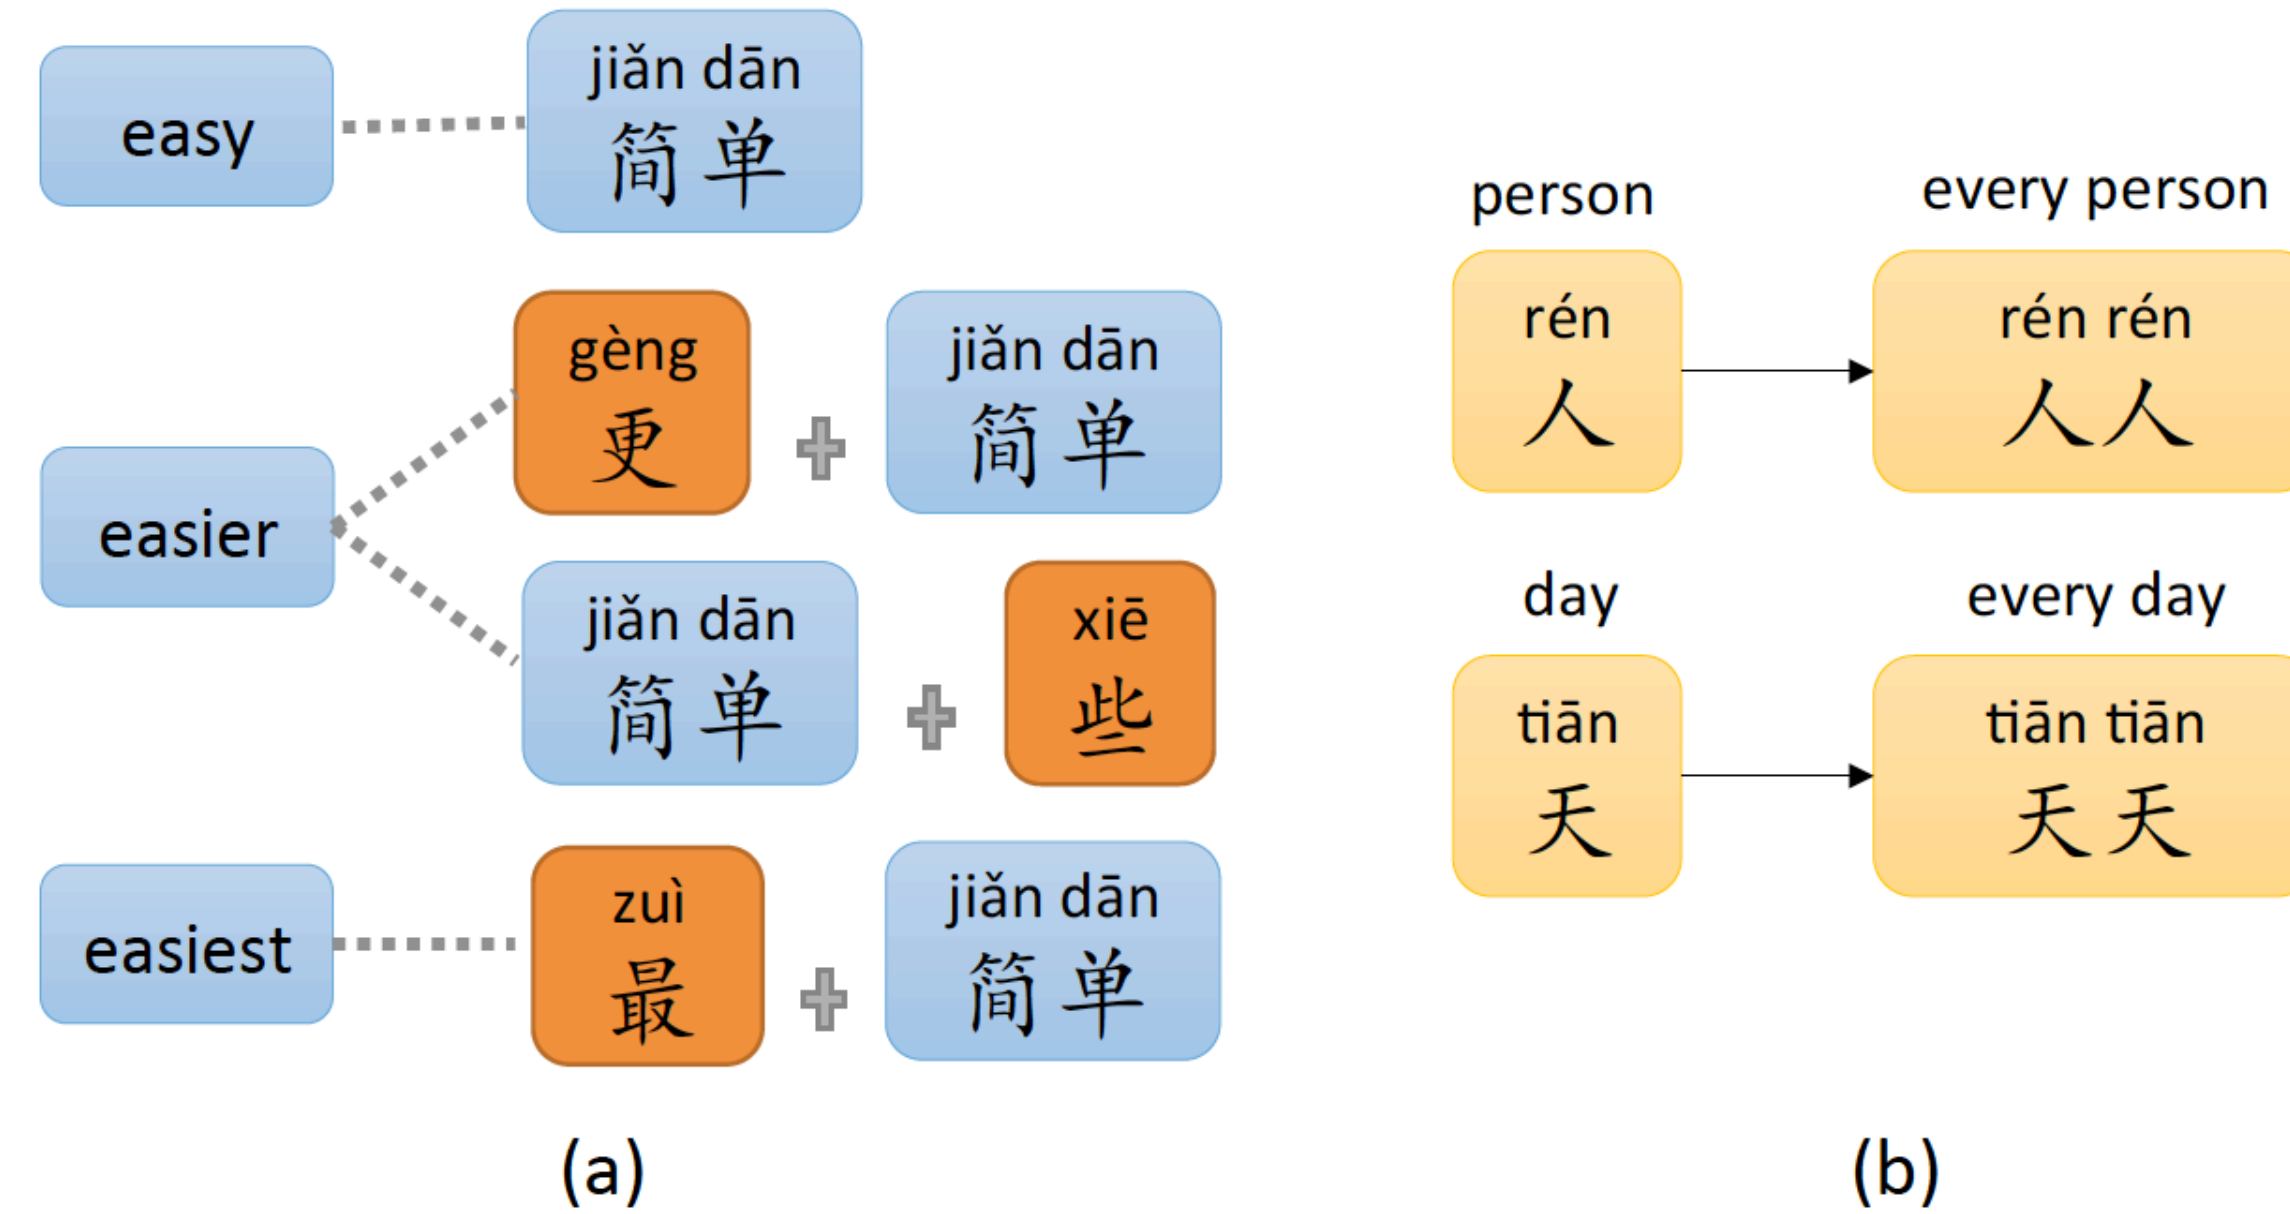 easy
jiǎn dān
简单
easier
gèng
更
jiǎn dān
简单
jiǎn dān
简单
xiē
些
easiest
zuì
最
jiǎn dān
简单
(a)
person
every person
rén
人
rén rén
人人
day
every day
tiān
天
tiān tiān
天天
(b)